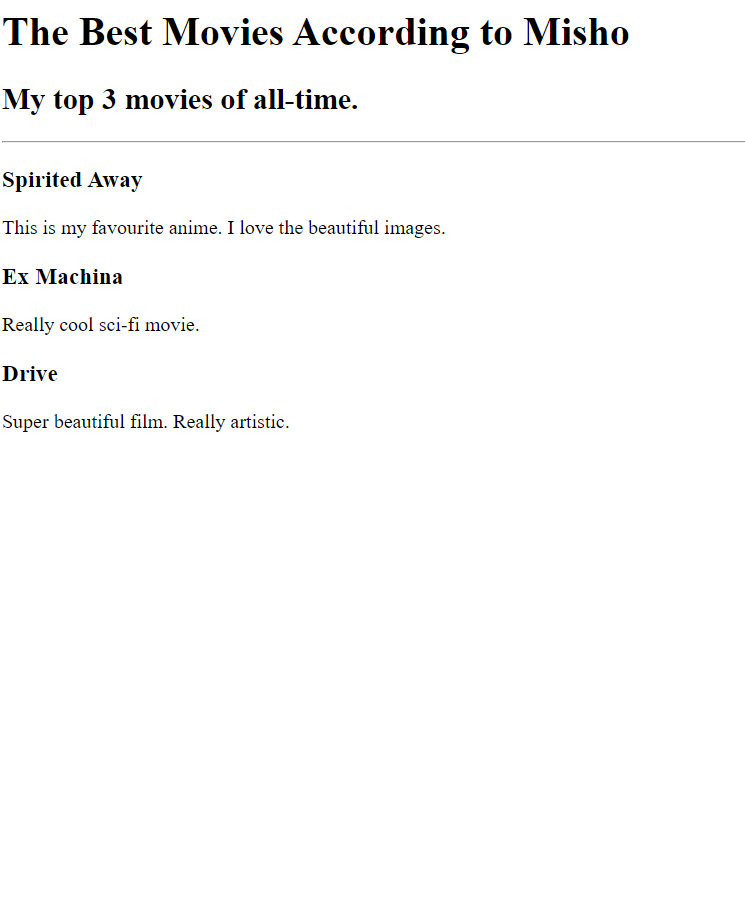 The Best Movies According to Misho
My top 3 movies of all-time.
Spirited Away
This is my favourite anime. I love the beautiful images.
Ex Machina
Really cool sci-fi movie.
Drive
Super beautiful film. Really artistic.